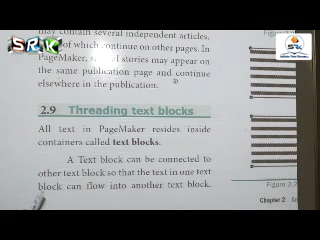 SRK
may contain several independent articles,
of which continue on other pages. In
PageMaker, several stories may appear on
the same publication page and continue
elsewhere in the publication.
2.9 Threading text blocks
All text in PageMaker resides inside
containers called text blocks.
A Text block can be connected to
other text block so that the text in one text
block can flow into another text block.
Figure 2.2
Chapter 2
SRK